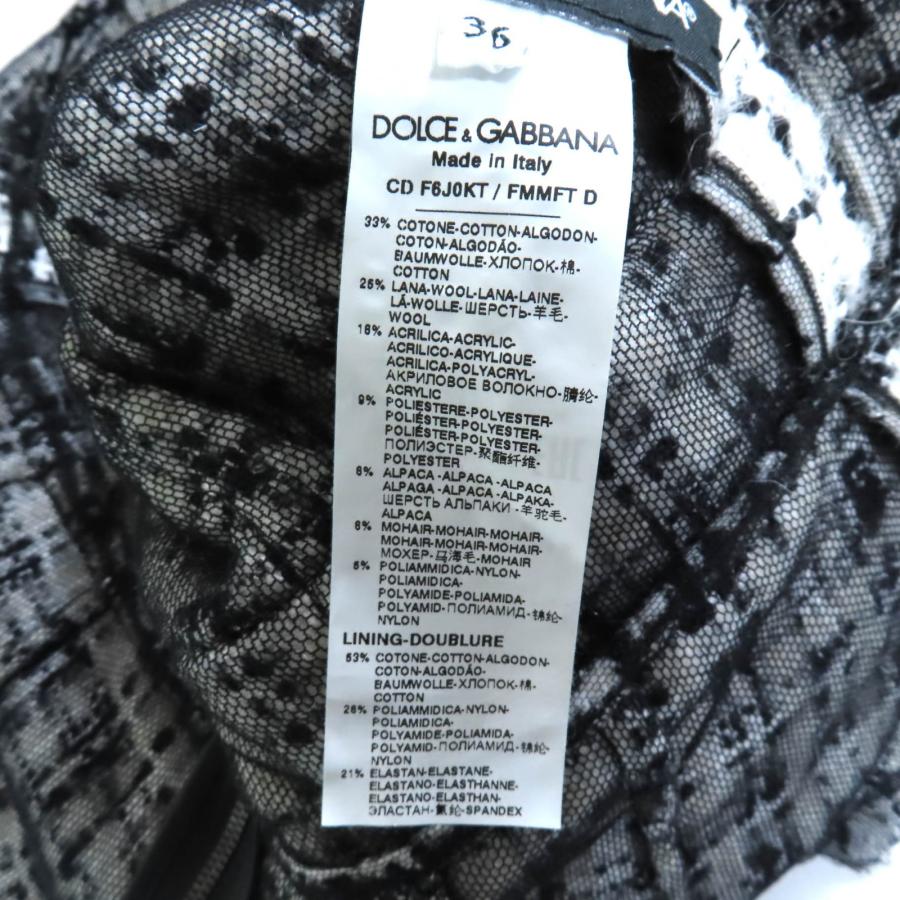 36
DOLCE & GABBANA
Made in Italy
CD F6J0KT / FMMFT D
33% COTONE-COTTON-ALGODON-
COTON-ALGODÃO-
BAUMWOLLE-ХЛОПОК-棉-
COTTON
25% LANA-WOOL-LANA-LAINE-
LÃ-WOLLE-ШЕРСТЬ-羊毛-
WOOL
16% ACRILICA-ACRYLIC-
ACRILICO-ACRYLIQUE-
ACRILICA-POLYACRYL-
АКРИЛОВОЕ ВОЛОКНО-腈纶-
ACRYLIC
9% POLIESTERE-POLYESTER-
POLIÉSTER-POLYESTER-
POLIÉSTER-POLYESTER-
ПОЛИЭСТЕР-聚酯纤维-
POLYESTER
6% ALPACA-ALPACA -ALPACA
ALPAGA-ALPACA -ALPAKA-
ШЕРСТЬ АЛЬПАКИ -羊驼毛-
ALPACA
6% MOHAIR-MOHAIR-MOHAIR-
MOHAIR-MOHAIR-MOHAIR-
МОХЕР-马海毛-MOHAIR
5% POLIAMMIDICA-NYLON-
POLIAMIDICA-
POLYAMIDE-POLIAMIDA-
POLYAMID-ПОЛИАМИД-锦纶-
NYLON
LINING-DOUBLURE
53% COTONE-COTTON-ALGODON-
COTON-ALGODÃO-
BAUMWOLLE-ХЛОПОК-棉-
COTTON
26% POLIAMMIDICA-NYLON-
POLIAMIDICA-
POLYAMIDE-POLIAMIDA-
POLYAMID-ПОЛИАМИД-锦纶-
NYLON
21% ELASTAN-ELASTANE-
ELASTANO-ELASTHANNE-
ELASTANO-ELASTHAN-
ЭЛАСТАН-氨纶-SPANDEX